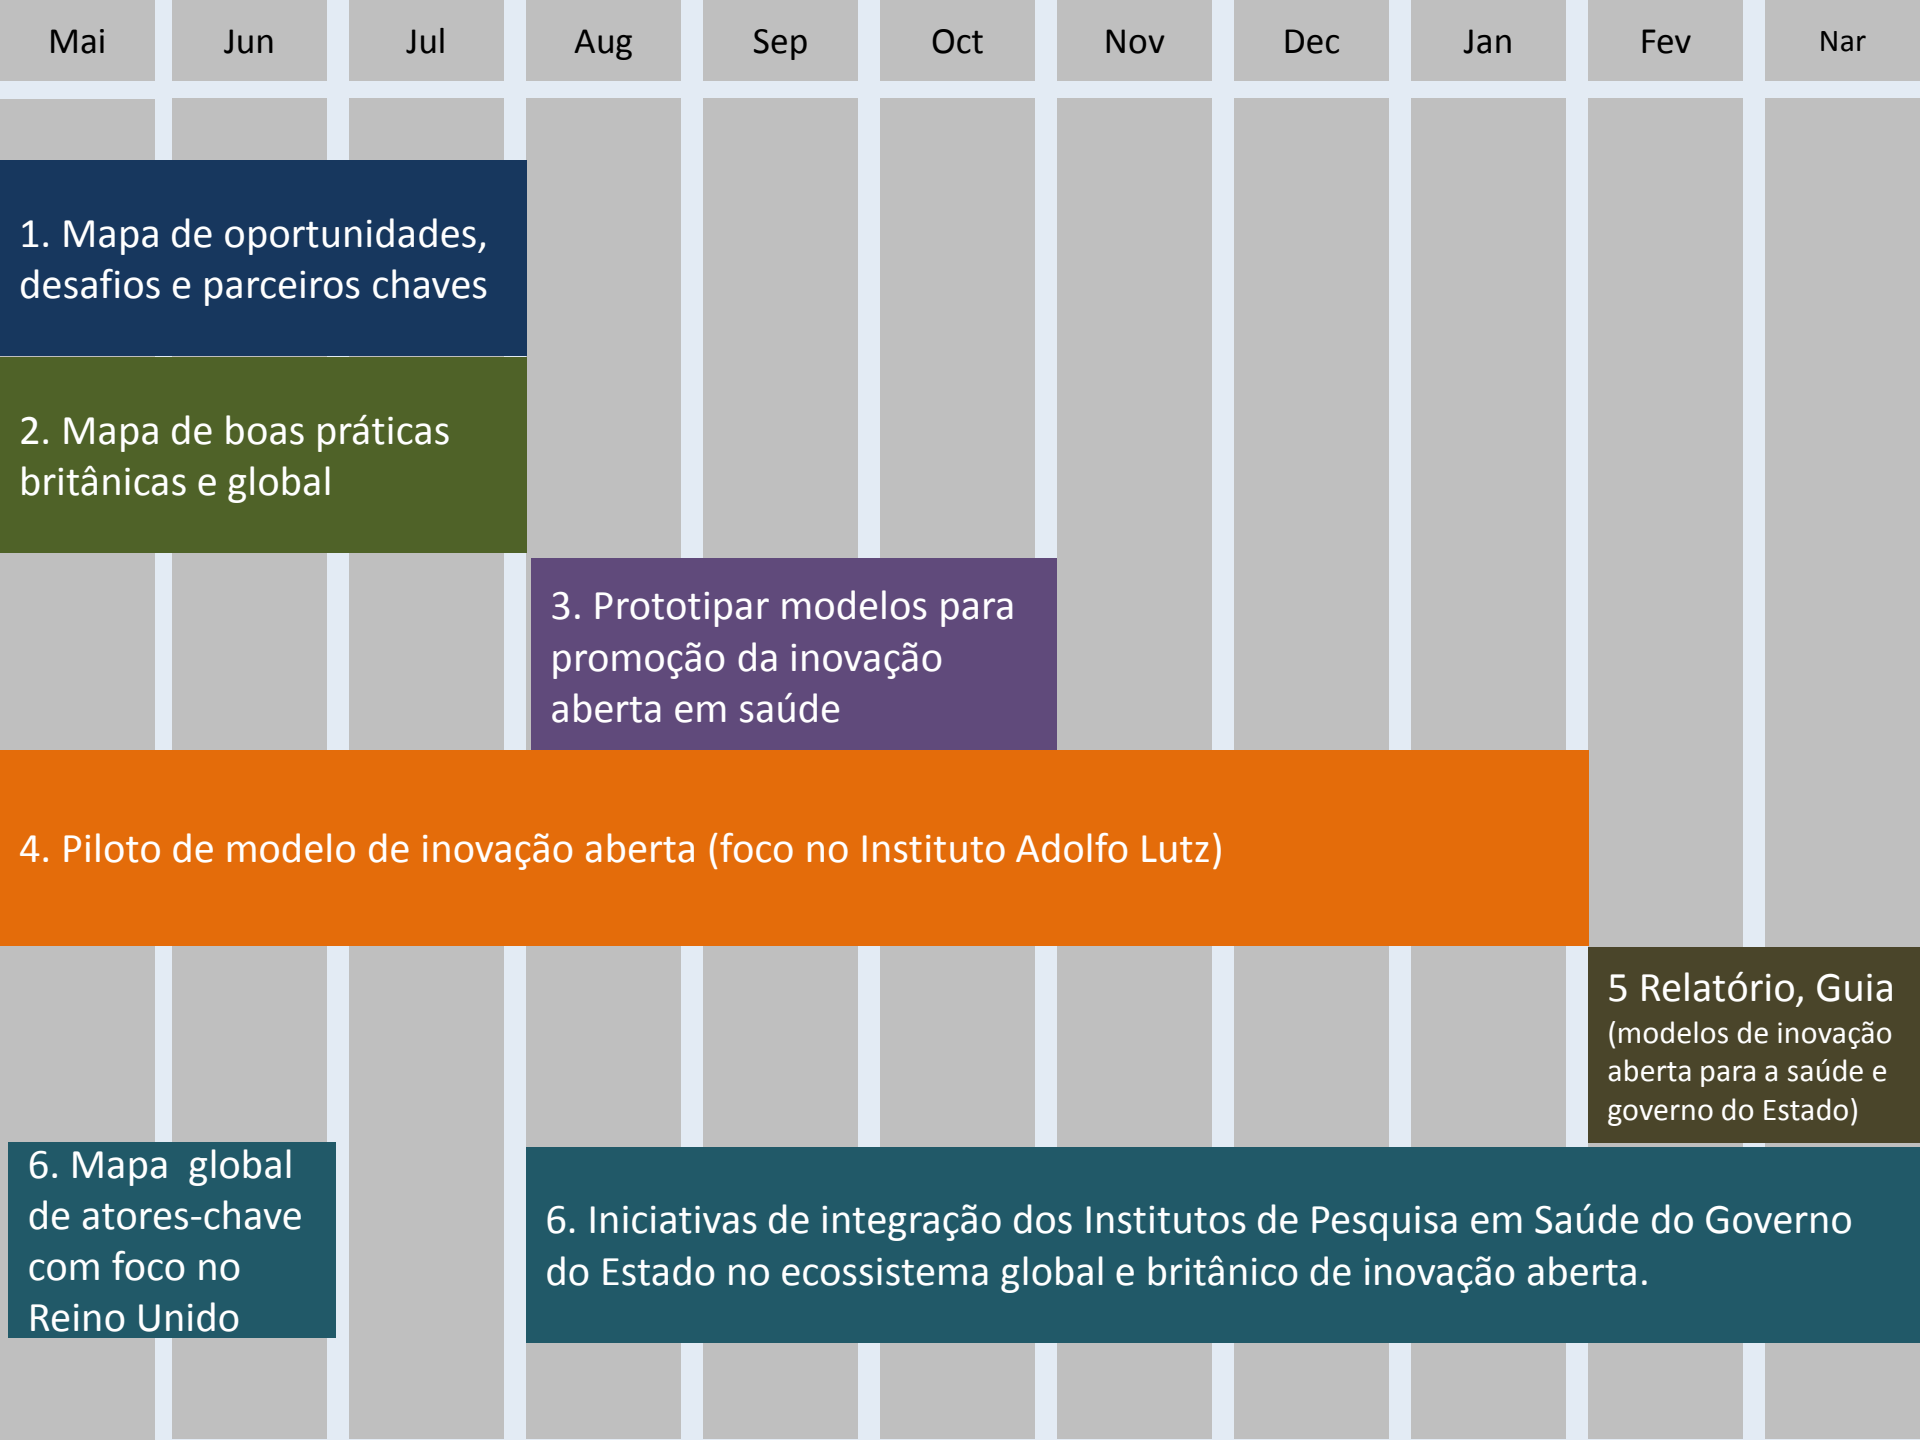 Mai Jun Jul Aug Sep Oct Nov Dec Jan Fev Nar
1. Mapa de oportunidades,
desafios e parceiros chaves
2. Mapa de boas práticas
britânicas e global
3. Prototipar modelos para
promoção da inovação
aberta em saúde
4. Piloto de modelo de inovação aberta (foco no Instituto Adolfo Lutz)
5 Relatório, Guia
(modelos de inovação
aberta para a saúde e
governo do Estado)
6. Mapa  global
de atores-chave
com foco no
Reino Unido
6. Iniciativas de integração dos Institutos de Pesquisa em Saúde do Governo
do Estado no ecossistema global e britânico de inovação aberta.